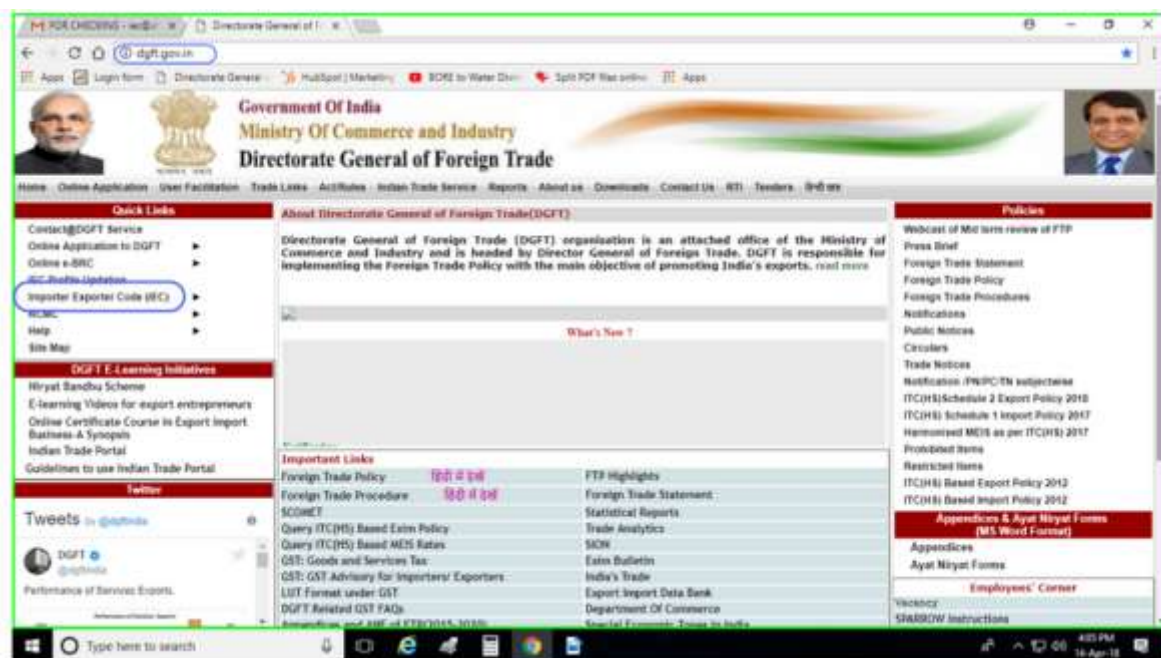 Directorate General of F
dgft.gov.in
Apps
Login form
Directorate General
HubSpot | Marketing
Split PDF files online
Apps
Government Of India
Ministry Of Commerce and Industry
Directorate General of Foreign Trade
Home Online Application User Facilitation Trade Links Act/Rules Indian Trade Service Reports About us Downloads Contact Us RTI Tenders
Quick Links
Contact@DGFT Service
Online Application to DGFT
Online e-BRC
IEC Profile Updation
Importer Exporter Code (IEC)
Help
Site Map
DGFT E-Learning Initiatives
Niryat Bandhu Scheme
E-learning Videos for export entrepreneurs
Online Certificate Course in Export Import
Business-A Synopsis
Indian Trade Portal
Guidelines to use Indian Trade Portal
Twitter
Tweets by @dgftindia
DGFT
@dgftindia
Performance of Services Exports.
About Directorate General of Foreign Trade(DGFT)
Directorate General of Foreign Trade (DGFT) organisation is an attached office of the Ministry of
Commerce and Industry and is headed by Director General of Foreign Trade. DGFT is responsible for
implementing the Foreign Trade Policy with the main objective of promoting India's exports. read more
What's New ?
Important Links
Foreign Trade Policy हिंदी में देखें FTP Highlights
Foreign Trade Procedure हिंदी में देखें Foreign Trade Statement
SCOMET Statistical Reports
Query ITC(HS) Based Exim Policy Trade Analytics
Query ITC(HS) Based MEIS Rates SION
GST: Goods and Services Tax Exim Bulletin
GST: GST Advisory for Importers/ Exporters India's Trade
LUT Format under GST Export Import Data Bank
DGFT Related GST FAQs Department Of Commerce
Appendices and ANF of FTP(2015-2020) Special Economic Zones in India
Policies
Webcast of Mid term review of FTP
Press Brief
Foreign Trade Statement
Foreign Trade Policy
Foreign Trade Procedures
Notifications
Public Notices
Circulars
Trade Notices
Notification /PN/PC/TN subjectwise
ITC(HS)Schedule 2 Export Policy 2018
ITC(HS) Schedule 1 Import Policy 2017
Harmonised MEIS as per ITC(HS) 2017
Prohibited Items
Restricted Items
ITC(HS) Based Export Policy 2012
ITC(HS) Based Import Policy 2012
Appendices & Ayat Niryat Forms
(MS Word Format)
Appendices
Ayat Niryat Forms
Employees' Corner
Vacancy
SPARROW Instructions
Type here to search
4:05 PM
16-Apr-18